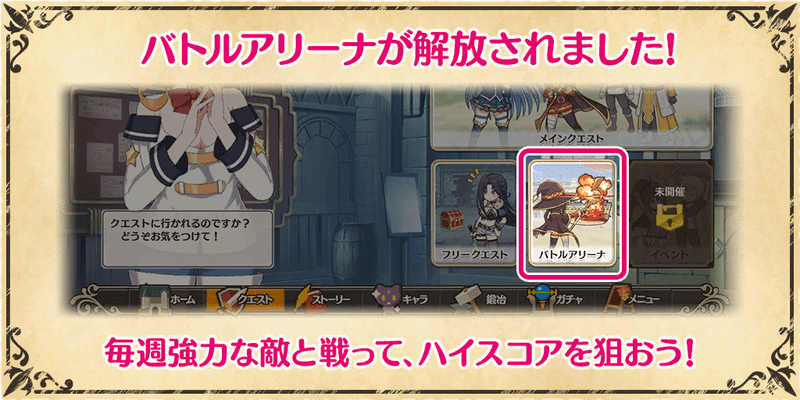 バトルアリーナが解放されました!
メインクエスト
クエストに行かれるのですか?
どうぞお気をつけて!
フリークエスト
バトルアリーナ
未開催
イベント
ホーム
クエスト
ストーリー
キャラ
鍛冶
ガチャ
メニュー
毎週強力な敵と戦って、ハイスコアを狙おう!